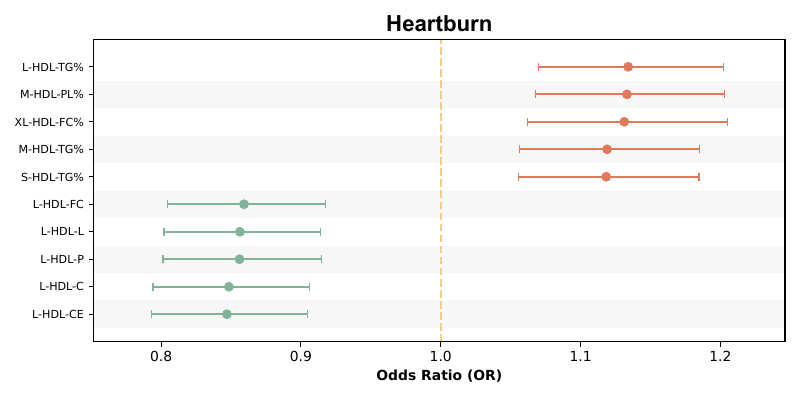 Heartburn
L-HDL-TG%
M-HDL-PL%
XL-HDL-FC%
M-HDL-TG%
S-HDL-TG%
L-HDL-FC
L-HDL-L
L-HDL-P
L-HDL-C
L-HDL-CE
0.8 0.9 1.0 1.1 1.2
Odds Ratio (OR)